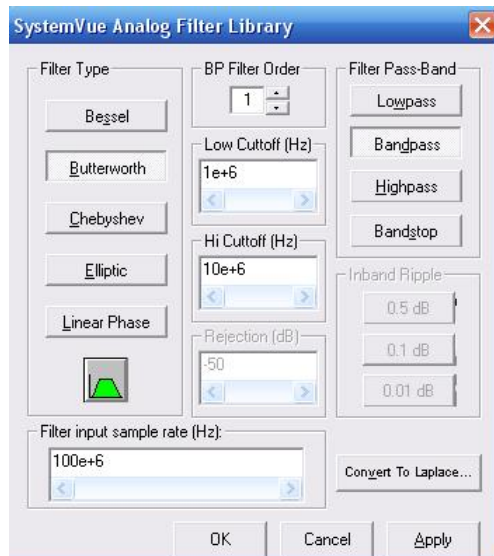 SystemVue Analog Filter Library
Filter Type
Bessel
Butterworth
Chebyshev
Elliptic
Linear Phase
BP Filter Order
1
Low Cuttoff (Hz)
1e+6
Hi Cuttoff (Hz)
10e+6
Rejection (dB)
-50
Filter Pass-Band
Lowpass
Bandpass
Highpass
Bandstop
Inband Ripple
0.5 dB
0.1 dB
0.01 dB
Filter input sample rate (Hz):
100e+6
Convert To Laplace...
OK
Cancel
Apply